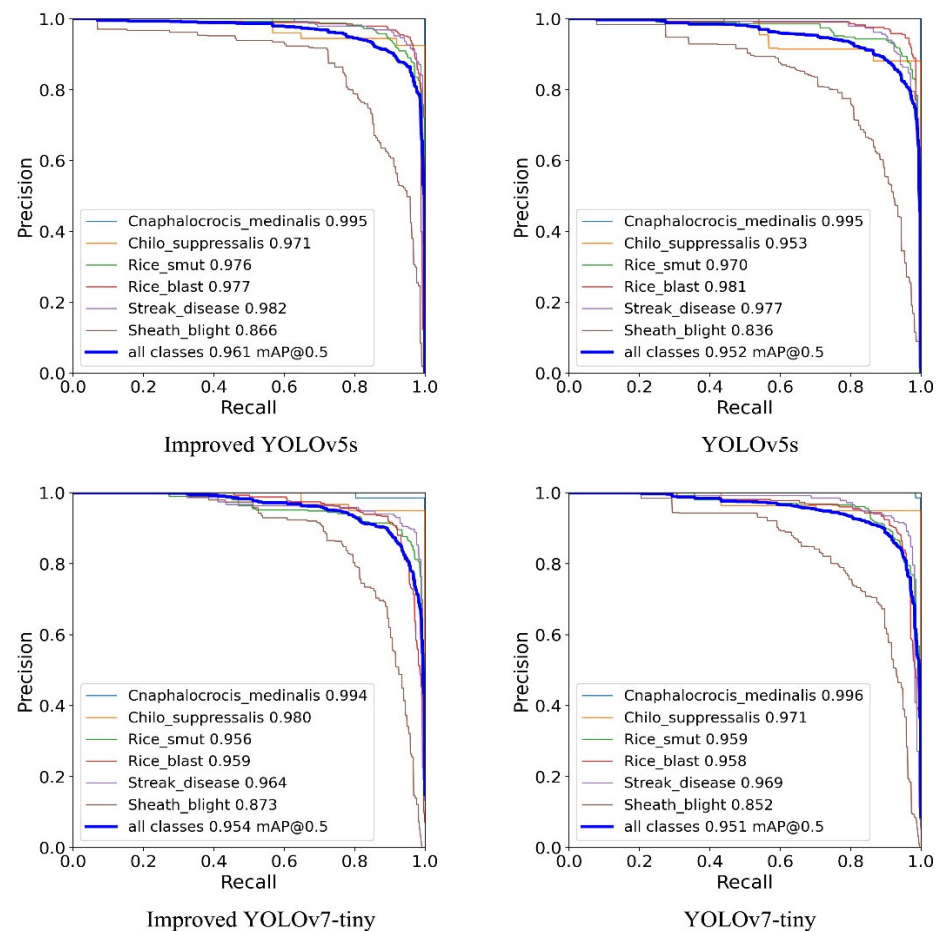 1.0
0.8
0.6
0.4
0.2
0.0
Precision
Cnaphalocrocis_medinalis 0.995
Chilo_suppressalis 0.971
Rice_smut 0.976
Rice_blast 0.977
Streak_disease 0.982
Sheath_blight 0.866
all classes 0.961 mAP@0.5
0.0 0.2 0.4 0.6 0.8 1.0
Recall
Improved YOLOv5s
1.0
0.8
0.6
0.4
0.2
0.0
Precision
Cnaphalocrocis_medinalis 0.995
Chilo_suppressalis 0.953
Rice_smut 0.970
Rice_blast 0.981
Streak_disease 0.977
Sheath_blight 0.836
all classes 0.952 mAP@0.5
0.0 0.2 0.4 0.6 0.8 1.0
Recall
YOLOv5s
1.0
0.8
0.6
0.4
0.2
0.0
Precision
Cnaphalocrocis_medinalis 0.994
Chilo_suppressalis 0.980
Rice_smut 0.956
Rice_blast 0.959
Streak_disease 0.964
Sheath_blight 0.873
all classes 0.954 mAP@0.5
0.0 0.2 0.4 0.6 0.8 1.0
Recall
Improved YOLOv7-tiny
1.0
0.8
0.6
0.4
0.2
0.0
Precision
Cnaphalocrocis_medinalis 0.996
Chilo_suppressalis 0.971
Rice_smut 0.959
Rice_blast 0.958
Streak_disease 0.969
Sheath_blight 0.852
all classes 0.951 mAP@0.5
0.0 0.2 0.4 0.6 0.8 1.0
Recall
YOLOv7-tiny